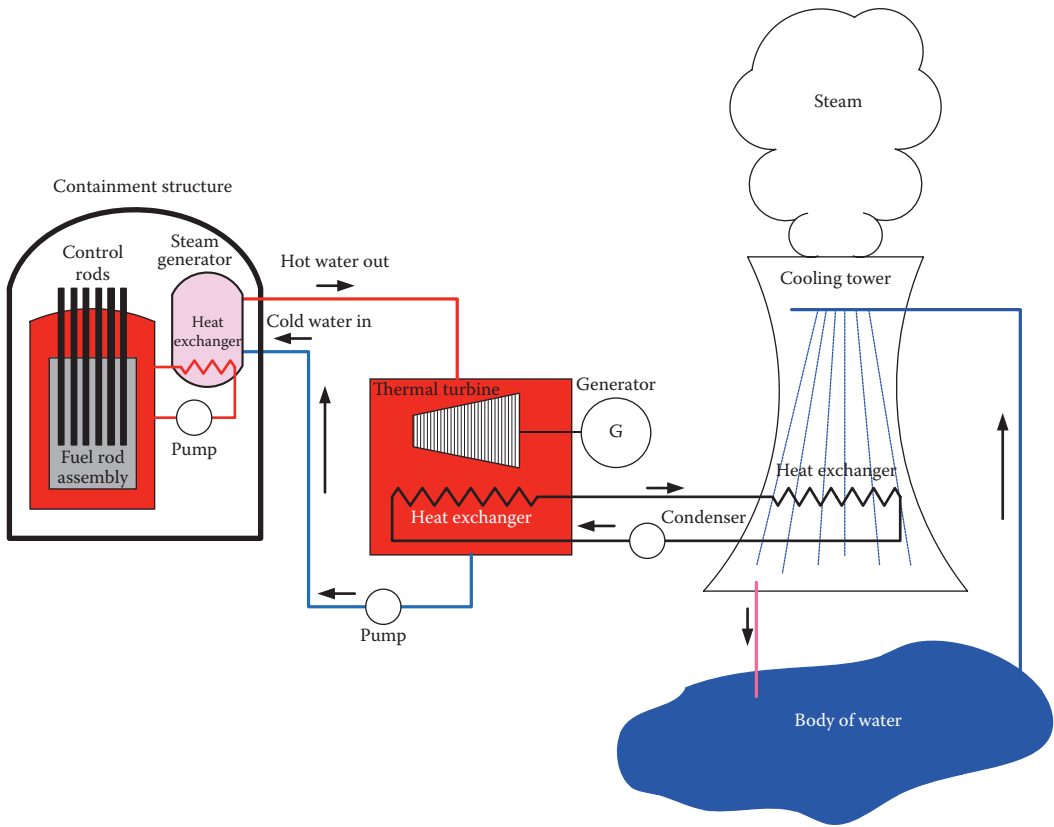 Steam
Containment structure
Steam
generator
Control
rods
Hot water out
Cooling tower
Heat
exchanger
Cold water in
Thermal turbine
Generator
G
Pump
Fuel rod
assembly
Heat exchanger
Heat exchanger
Condenser
Pump
Body of water